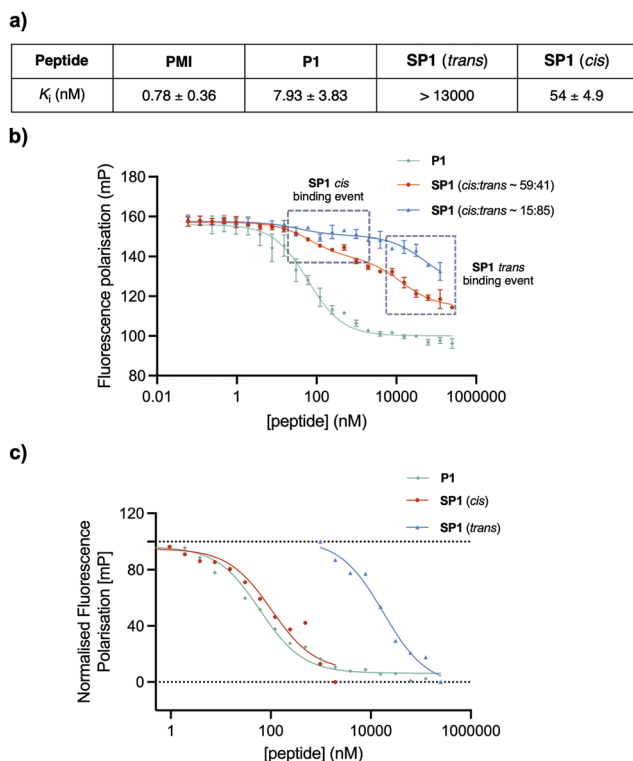 a)
Peptide PMI P1 SP1 (trans) SP1 (cis)
Ki (nM) 0.78 ± 0.36 7.93 ± 3.83 > 13000 54 ± 4.9
b)
P1
SP1 (cis:trans ~ 59:41)
SP1 (cis:trans ~ 15:85)
SP1 cis
binding event
SP1 trans
binding event
Fluorescence polarisation (mP)
180
160
140
120
100
80
0.01 1 100 10000 1000000
[peptide] (nM)
c)
P1
SP1 (cis)
SP1 (trans)
Normalised Fluorescence
Polarisation [mP]
120
80
40
0
1 100 10000 1000000
[peptide] (nM)